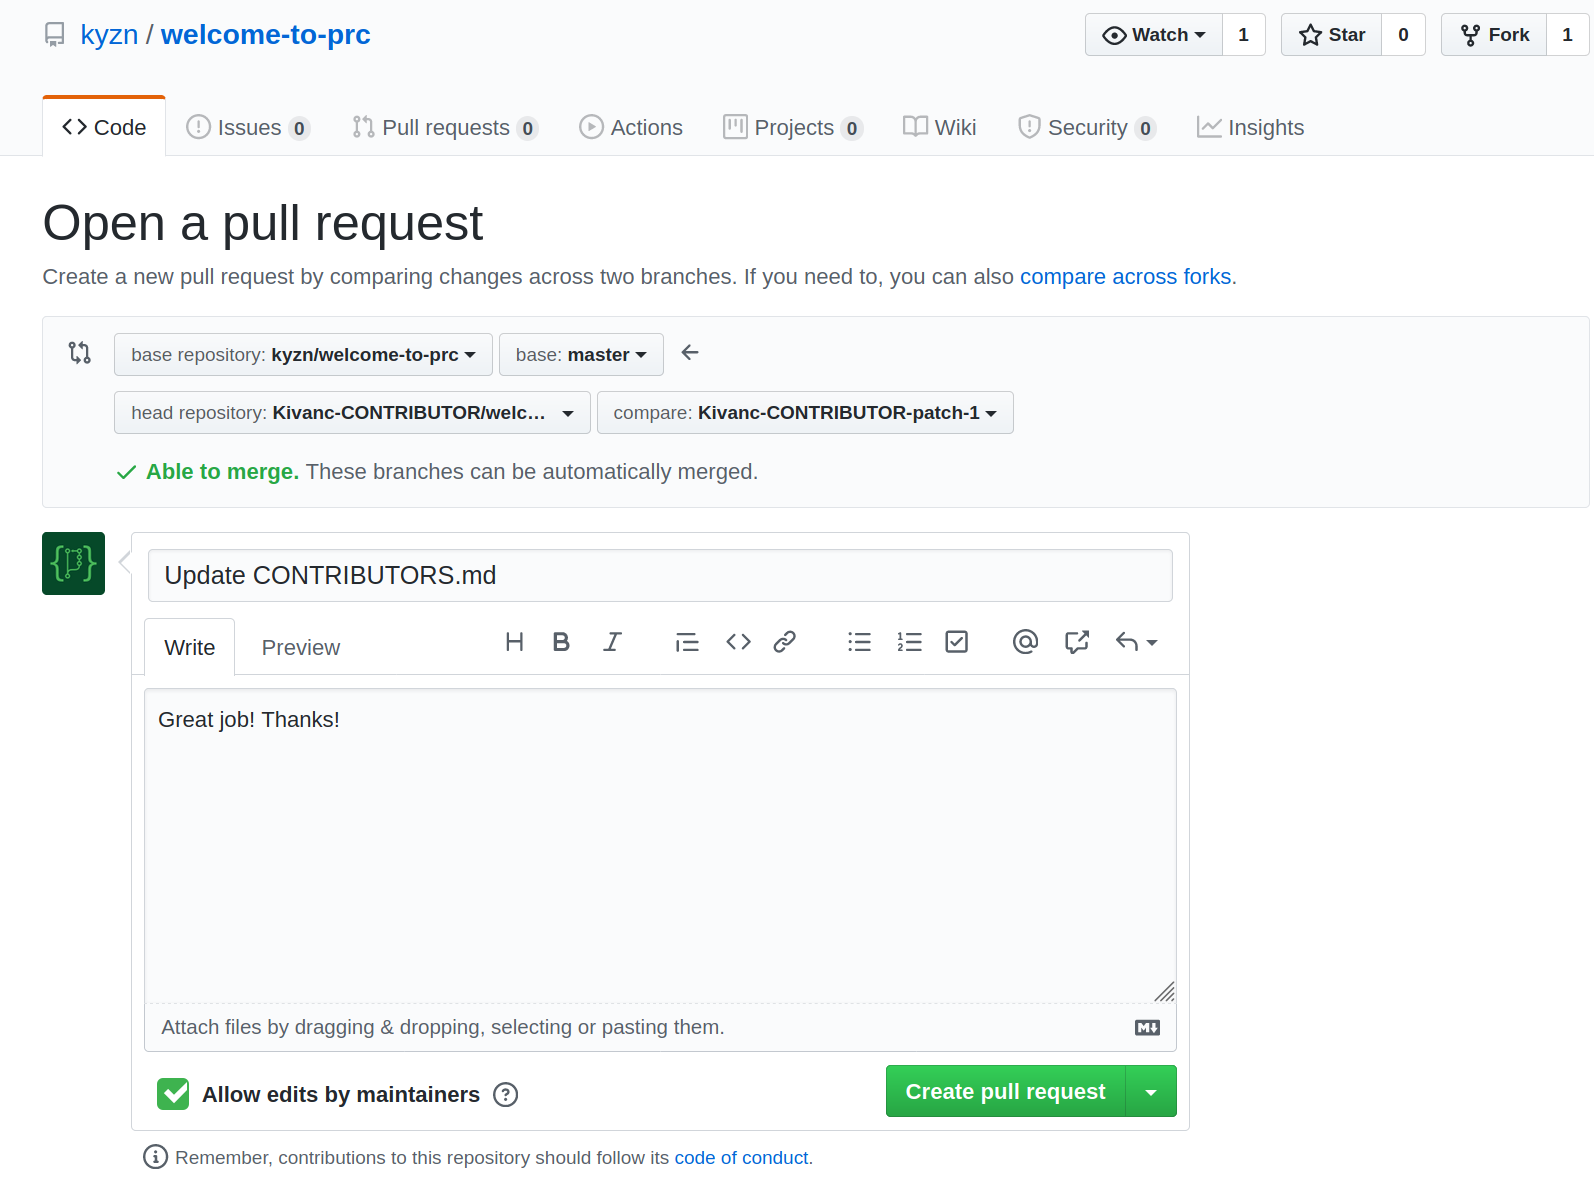 kyzn / welcome-to-prc
Watch 1 Star 0 Fork 1
Code Issues 0 Pull requests 0 Actions Projects 0 Wiki Security 0 Insights
Open a pull request
Create a new pull request by comparing changes across two branches. If you need to, you can also compare across forks.
base repository: kyzn/welcome-to-prc base: master
head repository: Kivanc-CONTRIBUTOR/welc... compare: Kivanc-CONTRIBUTOR-patch-1
Able to merge. These branches can be automatically merged.
Update CONTRIBUTORS.md
Write Preview
Great job! Thanks!
Attach files by dragging & dropping, selecting or pasting them.
Allow edits by maintainers
Create pull request
Remember, contributions to this repository should follow its code of conduct.